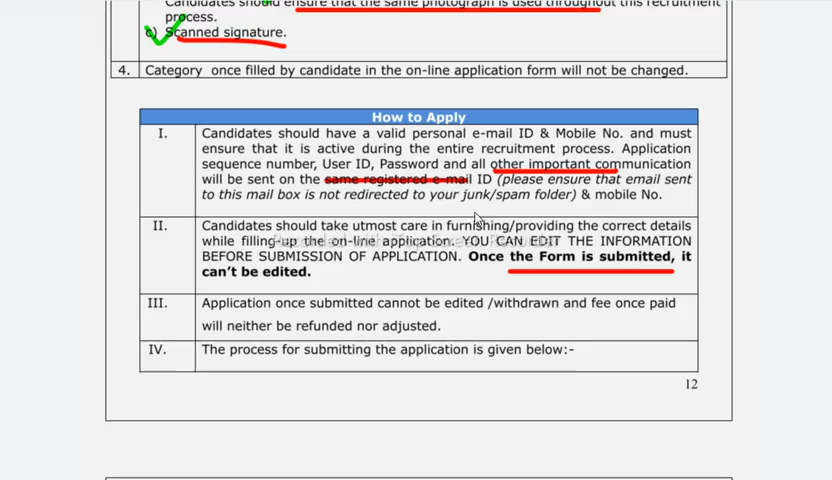 Candidates should ensure that the same photograph is used throughout this recruitment
process.
c) Scanned signature.
4. Category once filled by candidate in the on-line application form will not be changed.
How to Apply
I. Candidates should have a valid personal e-mail ID & Mobile No. and must
ensure that it is active during the entire recruitment process. Application
sequence number, User ID, Password and all other important communication
will be sent on the same registered e-mail ID (please ensure that email sent
to this mail box is not redirected to your junk/spam folder) & mobile No.
II. Candidates should take utmost care in furnishing/providing the correct details
while filling-up the on-line application. YOU CAN EDIT THE INFORMATION
BEFORE SUBMISSION OF APPLICATION. Once the Form is submitted, it
can't be edited.
III. Application once submitted cannot be edited /withdrawn and fee once paid
will neither be refunded nor adjusted.
IV. The process for submitting the application is given below:-
12